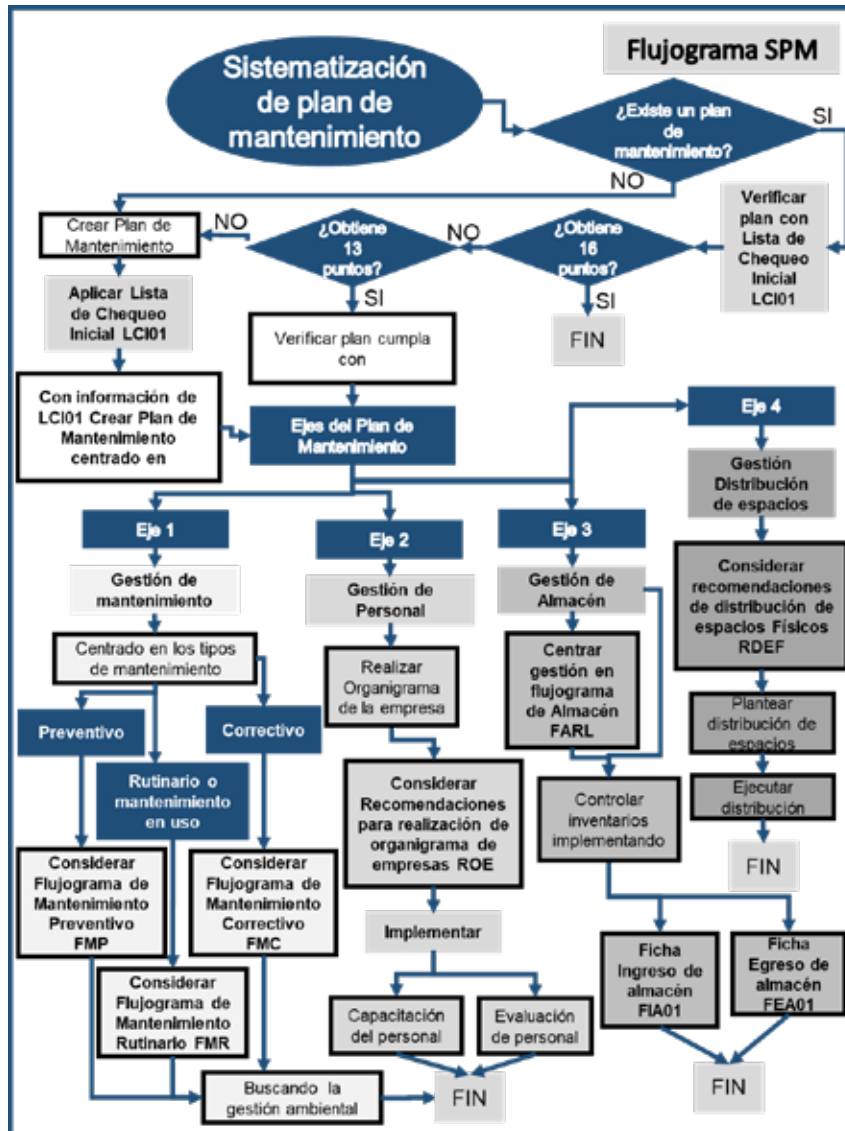 Flujograma SPM
Sistematización
de plan de
mantenimiento
¿Existe un plan
de
mantenimiento?
SI
NO
Verificar
plan con
Lista de
Chequeo
Inicial
LCI01
¿Obtiene
16
puntos?
NO
SI
FIN
¿Obtiene
13
puntos?
NO
SI
Crear Plan de
Mantenimiento
Aplicar Lista
de Chequeo
Inicial LCI01
Con información de
LCI01 Crear Plan de
Mantenimiento
centrado en
Verificar plan cumpla
con
Ejes del Plan de
Mantenimiento
Eje 1
Gestión de
mantenimiento
Centrado en los tipos
de mantenimiento
Preventivo
Correctivo
Rutinario o
mantenimiento
en uso
Considerar
Flujograma de
Mantenimiento
Preventivo
FMP
Considerar
Flujograma de
Mantenimiento
Correctivo
FMC
Considerar
Flujograma de
Mantenimiento
Rutinario FMR
Buscando la
gestión ambiental
Eje 2
Gestión de
Personal
Realizar
Organigrama
de la empresa
Considerar
Recomendaciones
para realización de
organigrama de
empresas ROE
Implementar
Capacitación
del personal
Evaluación
de personal
FIN
Eje 3
Gestión de
Almacén
Centrar
gestión en
flujograma
de Almacén
FARL
Controlar
inventarios
implementando
Ficha
Ingreso de
almacén
FIA01
Ficha
Egreso de
almacén
FEA01
FIN
Eje 4
Gestión
Distribución
de espacios
Considerar
recomendaciones
de distribución de
espacios Físicos
RDEF
Plantear
distribución de
espacios
Ejecutar
distribución
FIN